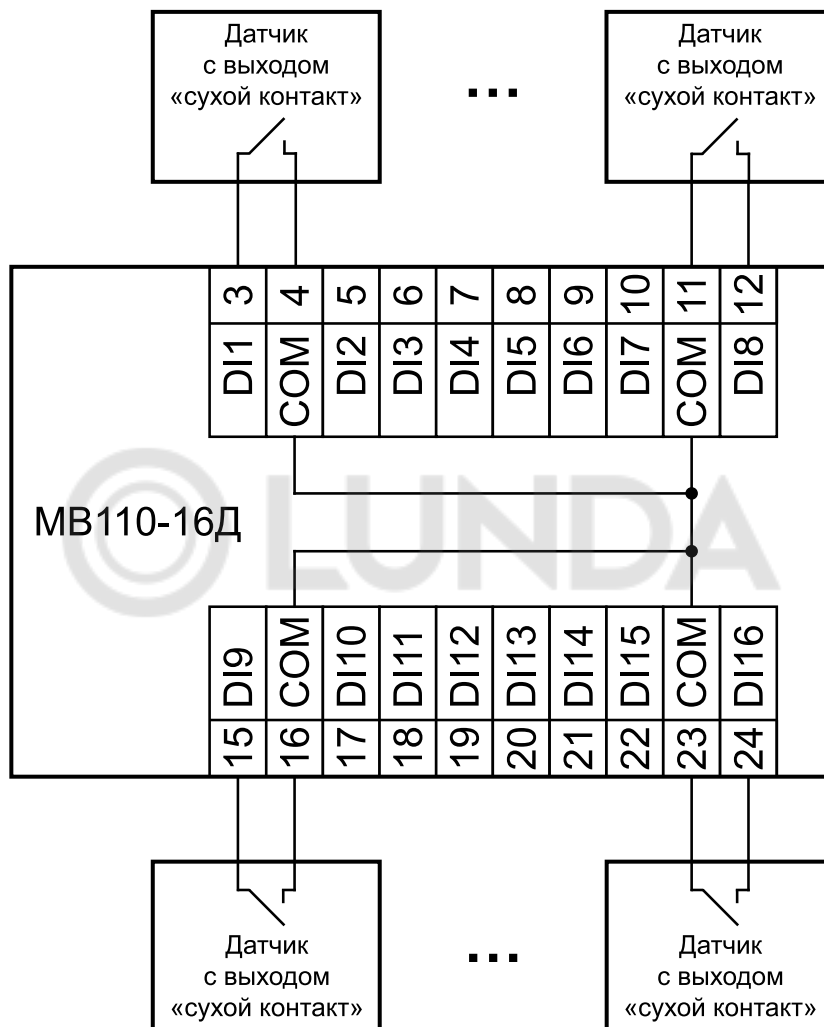 Датчик
с выходом
«сухой контакт»
...
Датчик
с выходом
«сухой контакт»
3 4 5 6 7 8 9 10 11 12
DI1 COM DI2 DI3 DI4 DI5 DI6 DI7 COM DI8
МВ110-16Д
LUNDA
DI9 COM DI10 DI11 DI12 DI13 DI14 DI15 COM DI16
15 16 17 18 19 20 21 22 23 24
Датчик
с выходом
«сухой контакт»
...
Датчик
с выходом
«сухой контакт»